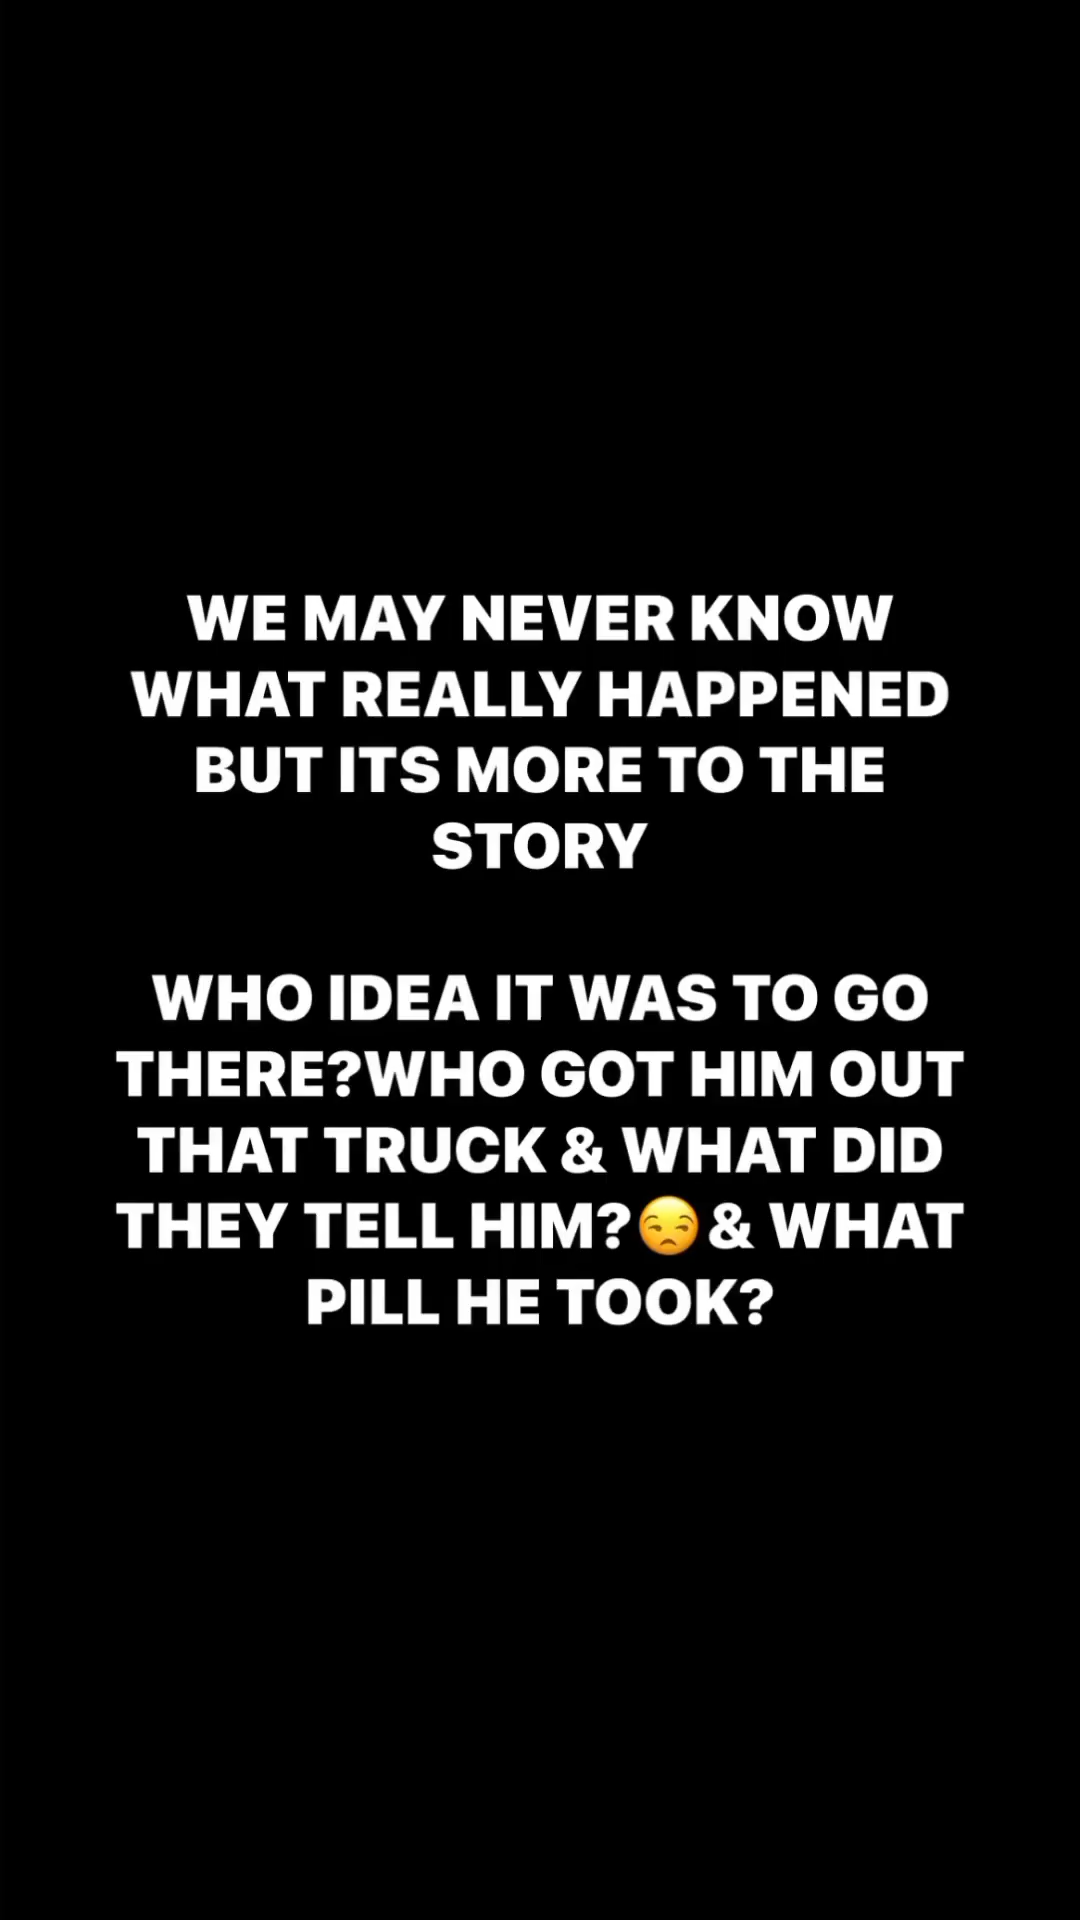 WE MAY NEVER KNOW
WHAT REALLY HAPPENED
BUT ITS MORE TO THE
STORY
WHO IDEA IT WAS TO GO
THERE?WHO GOT HIM OUT
THAT TRUCK & WHAT DID
THEY TELL HIM?😒& WHAT
PILL HE TOOK?